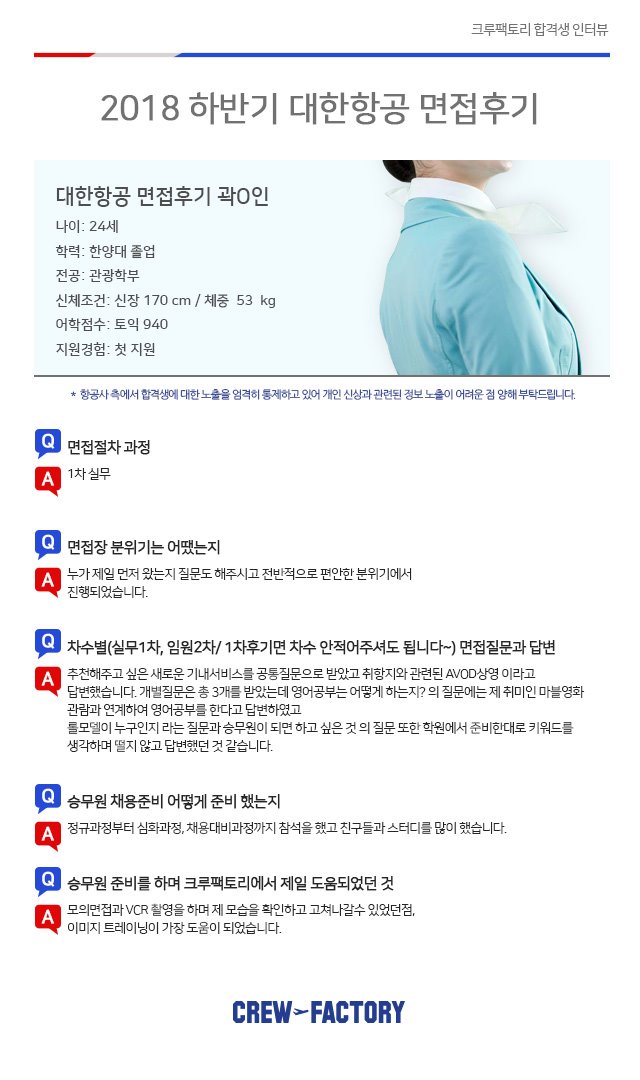 크루팩토리 합격생 인터뷰
2018 하반기 대한항공 면접후기
대한항공 면접후기 곽O인
나이: 24세
학력: 한양대 졸업
전공: 관광학부
신체조건: 신장 170 cm / 체중 53 kg
어학점수: 토익 940
지원경험: 첫 지원
* 항공사 측에서 합격생에 대한 노출을 엄격히 통제하고 있어 개인 신상과 관련된 정보 노출이 어려운 점 양해 부탁드립니다.
Q 면접절차 과정
A 1차 실무
Q 면접장 분위기는 어땠는지
A 누가 제일 먼저 왔는지 질문도 해주시고 전반적으로 편안한 분위기에서
진행되었습니다.
Q 차수별(실무1차, 임원2차/ 1차후기면 차수 안적어주셔도 됩니다~) 면접질문과 답변
A 추천해주고 싶은 새로운 기내서비스를 공통질문으로 받았고 취항지와 관련된 AVOD상영 이라고
답변했습니다. 개별질문은 총 3개를 받았는데 영어공부는 어떻게 하는지? 의 질문에는 제 취미인 마블영화
관람과 연계하여 영어공부를 한다고 답변하였고
롤모델이 누구인지 라는 질문과 승무원이 되면 하고 싶은 것 의 질문 또한 학원에서 준비한대로 키워드를
생각하며 떨지 않고 답변했던 것 같습니다.
Q 승무원 채용준비 어떻게 준비 했는지
A 정규과정부터 심화과정, 채용대비과정까지 참석을 했고 친구들과 스터디를 많이 했습니다.
Q 승무원 준비를 하며 크루팩토리에서 제일 도움되었던 것
A 모의면접과 VCR 촬영을 하며 제 모습을 확인하고 고쳐나갈수 있었던점,
이미지 트레이닝이 가장 도움이 되었습니다.
CREW FACTORY